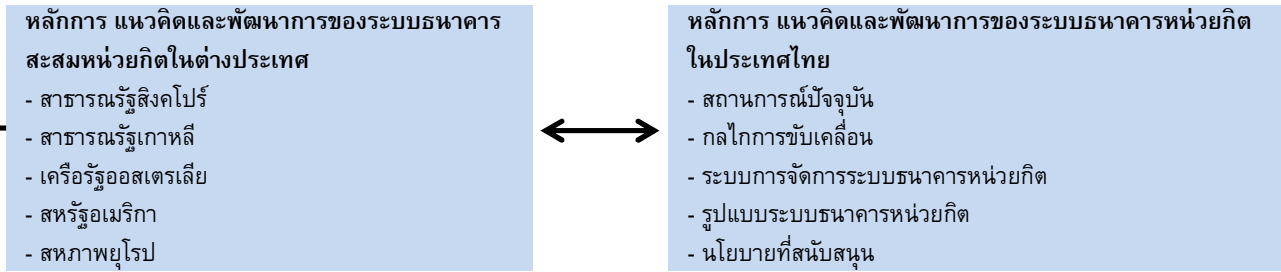 หลักการ แนวคิดและพัฒนาการของระบบธนาคาร
สะสมหน่วยกิตในต่างประเทศ
- สาธารณรัฐสิงคโปร์
- สาธารณรัฐเกาหลี
- เครือรัฐออสเตรเลีย
- สหรัฐอเมริกา
- สหภาพยุโรป
หลักการ แนวคิดและพัฒนาการของระบบธนาคารหน่วยกิต
ในประเทศไทย
- สถานการณ์ปัจจุบัน
- กลไกการขับเคลื่อน
- ระบบการจัดการระบบธนาคารหน่วยกิต
- รูปแบบระบบธนาคารหน่วยกิต
- นโยบายที่สนับสนุน